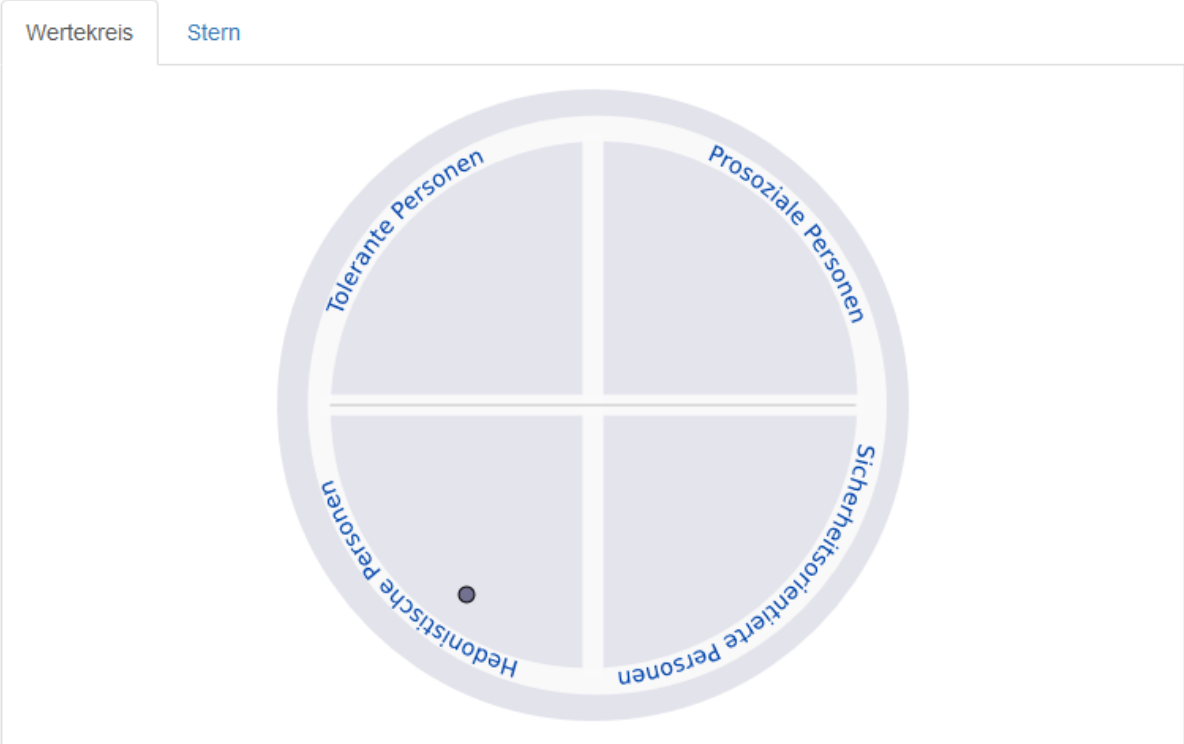 Wertekreis
Stern
Tolerante Personen
Prosoziale Personen
Hedonistische Personen
Sicherheitsorientierte Personen